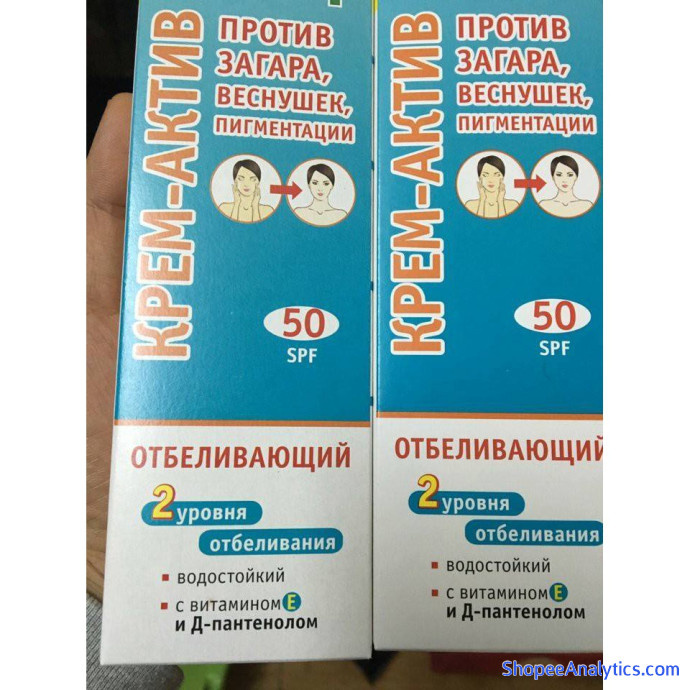 КРЕМ-АКТИВ
ПРОТИВ
ЗАГАРА,
ВЕСНУШЕК,
ПИГМЕНТАЦИИ
50
SPF
ОТБЕЛИВАЮЩИЙ
2 уровня
отбеливания
водостойкий
с витамином E
и Д-пантенолом
КРЕМ-АКТИВ
ПРОТИВ
ЗАГАРА,
ВЕСНУШЕК,
ПИГМЕНТАЦИИ
50
SPF
ОТБЕЛИВАЮЩИЙ
2 уровня
отбеливания
водостойкий
с витамином E
и Д-пантенолом
ShopeeAnalytics.com